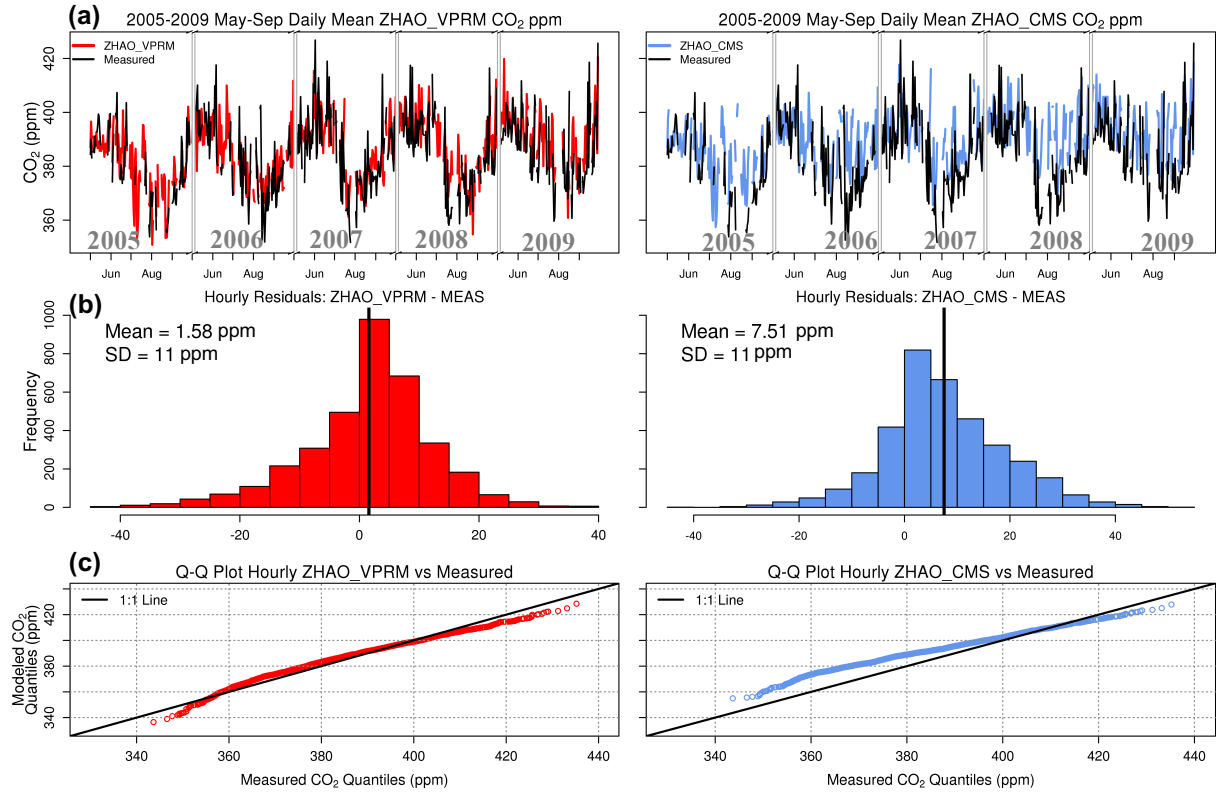 (a)
2005-2009 May-Sep Daily Mean ZHAO_VPRM CO₂ ppm
ZHAO_VPRM
Measured
CO₂ (ppm)
420
400
380
360
2005
2006
2007
2008
2009
Jun Aug Jun Aug Jun Aug Jun Aug Jun Aug
2005-2009 May-Sep Daily Mean ZHAO_CMS CO₂ ppm
ZHAO_CMS
Measured
2005
2006
2007
2008
2009
Jun Aug Jun Aug Jun Aug Jun Aug Jun Aug
(b)
Hourly Residuals: ZHAO_VPRM - MEAS
Mean = 1.58 ppm
SD = 11 ppm
Frequency
1000
800
600
400
200
0
-40 -20 0 20 40
Hourly Residuals: ZHAO_CMS - MEAS
Mean = 7.51 ppm
SD = 11 ppm
-40 -20 0 20 40
(c)
Q-Q Plot Hourly ZHAO_VPRM vs Measured
1:1 Line
Modeled CO₂
Quantiles (ppm)
420
380
340
340 360 380 400 420 440
Measured CO₂ Quantiles (ppm)
Q-Q Plot Hourly ZHAO_CMS vs Measured
1:1 Line
340 360 380 400 420 440
Measured CO₂ Quantiles (ppm)